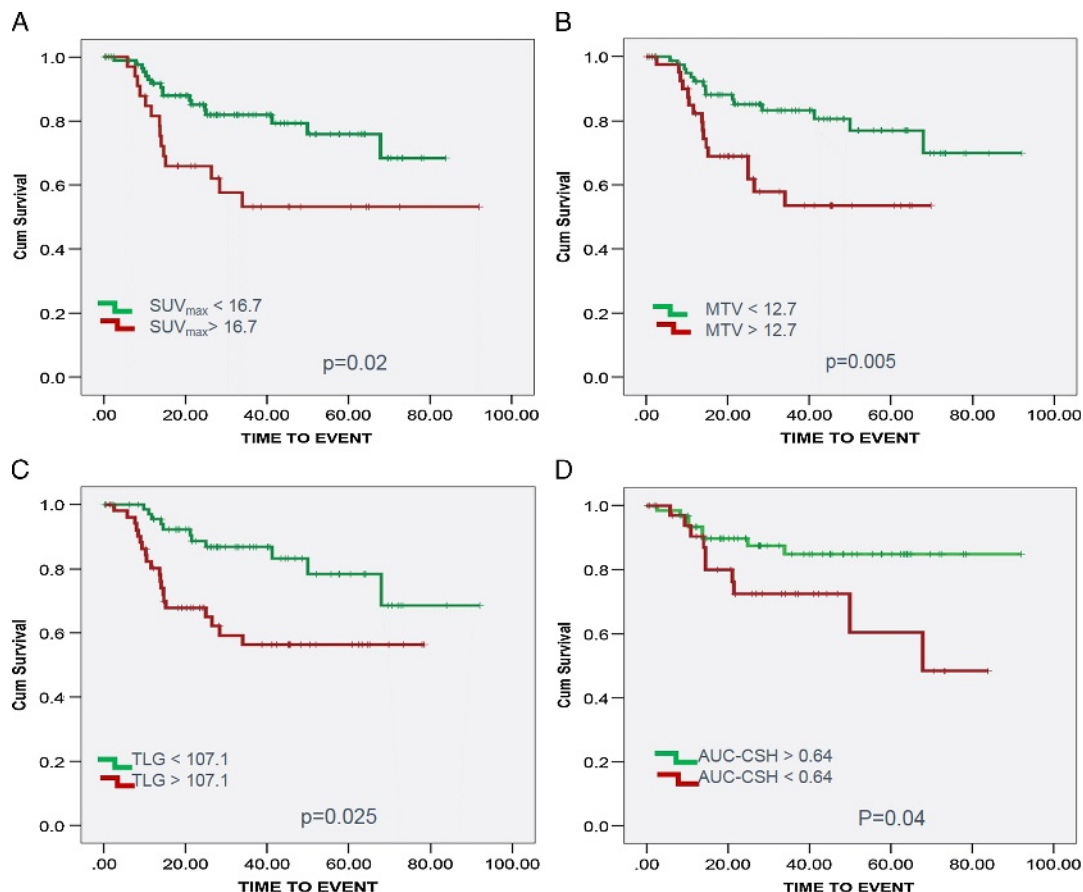 A
1.0
0.8
0.6
0.4
0.2
0.0
Cum Survival
SUVmax < 16.7
SUVmax> 16.7
p=0.02
.00 20.00 40.00 60.00 80.00 100.00
TIME TO EVENT
B
1.0
0.8
0.6
0.4
0.2
0.0
Cum Survival
MTV < 12.7
MTV > 12.7
p=0.005
.00 20.00 40.00 60.00 80.00 100.00
TIME TO EVENT
C
1.0
0.8
0.6
0.4
0.2
0.0
Cum Survival
TLG < 107.1
TLG > 107.1
p=0.025
.00 20.00 40.00 60.00 80.00 100.00
TIME TO EVENT
D
1.0
0.8
0.6
0.4
0.2
0.0
Cum Survival
AUC-CSH > 0.64
AUC-CSH < 0.64
P=0.04
.00 20.00 40.00 60.00 80.00 100.00
TIME TO EVENT